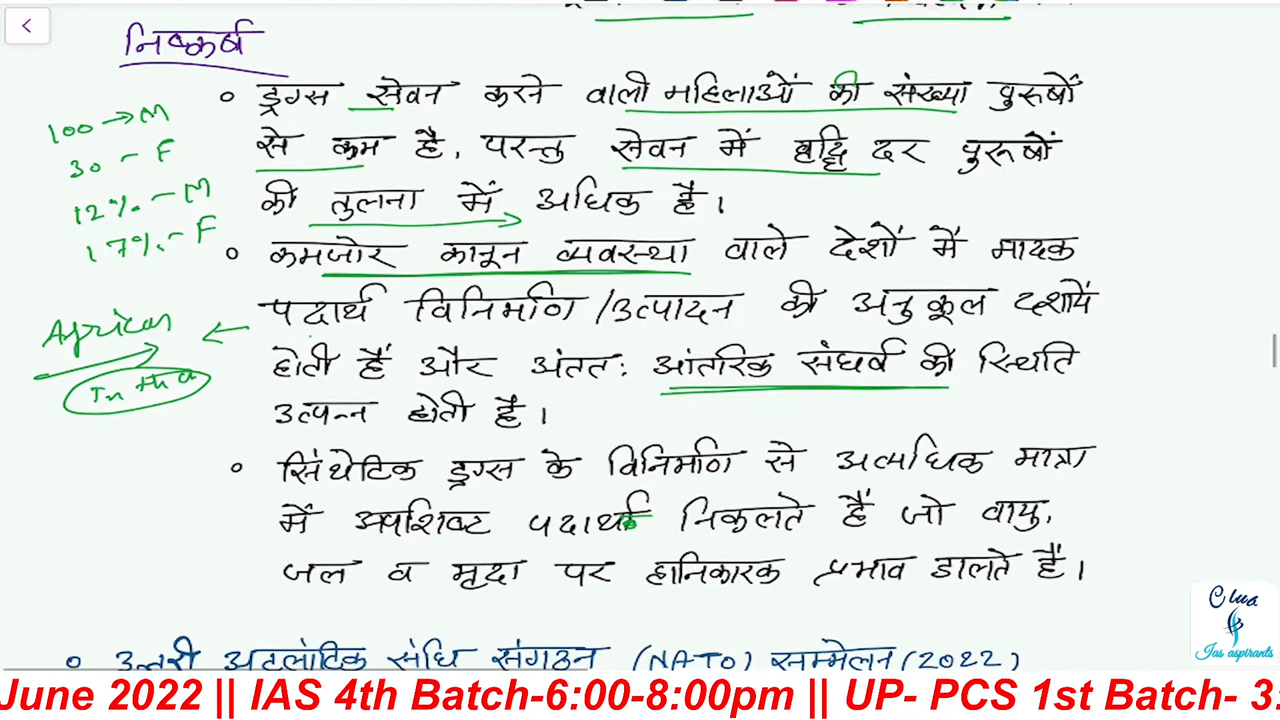 निष्कर्ष
ड्रग्स सेवन करने वाली महिलाओं की संख्या पुरुषों
से कम है, परन्तु सेवन में वृद्धि दर पुरूषों
की तुलना में अधिक है।
100 → M
30 - F
12% - M
17% - F
कमजोर कानून व्यवस्था वाले देशों में मादक
पदार्थ विनिर्माण/उत्पादन की अनुकूल दशायें
होती हैं और अंततः आंतरिक संघर्ष की स्थिति
उत्पन्न होती है।
African ←
सिंथेटिक ड्रग्स के विनिर्माण से अत्यधिक मात्रा
में अपशिष्ट पदार्थ निकलते हैं जो वायु,
जल व मृदा पर हानिकारक प्रभाव डालते हैं।
उत्तरी अटलांटिक संधि संगठन (NATO) सम्मेलन (2022)
Clue
Ias aspirants
June 2022 || IAS 4th Batch-6:00-8:00pm || UP- PCS 1st Batch- 3: